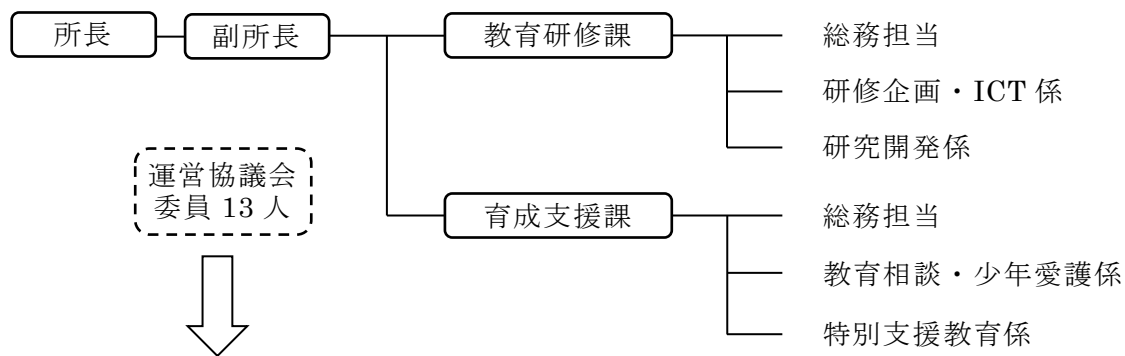 所長
副所長
教育研修課
総務担当
研修企画・ICT 係
研究開発係
運営協議会
委員 13 人
育成支援課
総務担当
教育相談・少年愛護係
特別支援教育係